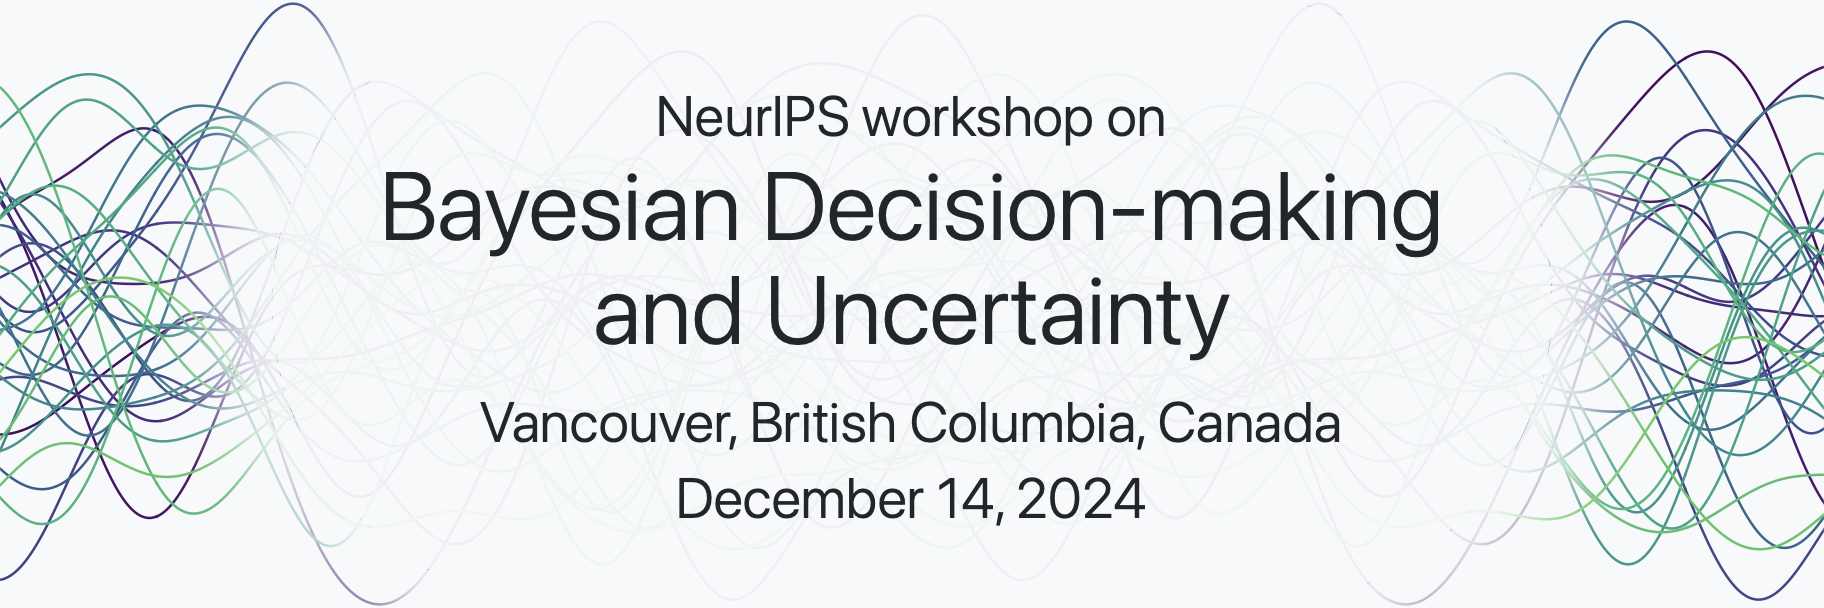 NeurIPS workshop on
Bayesian Decision-making
and Uncertainty
Vancouver, British Columbia, Canada
December 14, 2024